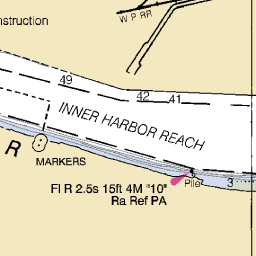 nstruction
W P RR
49
42 41
INNER HARBOR REACH
R
MARKERS
Fl R 2.5s 15ft 4M "10"
Pile
3
Ra Ref PA